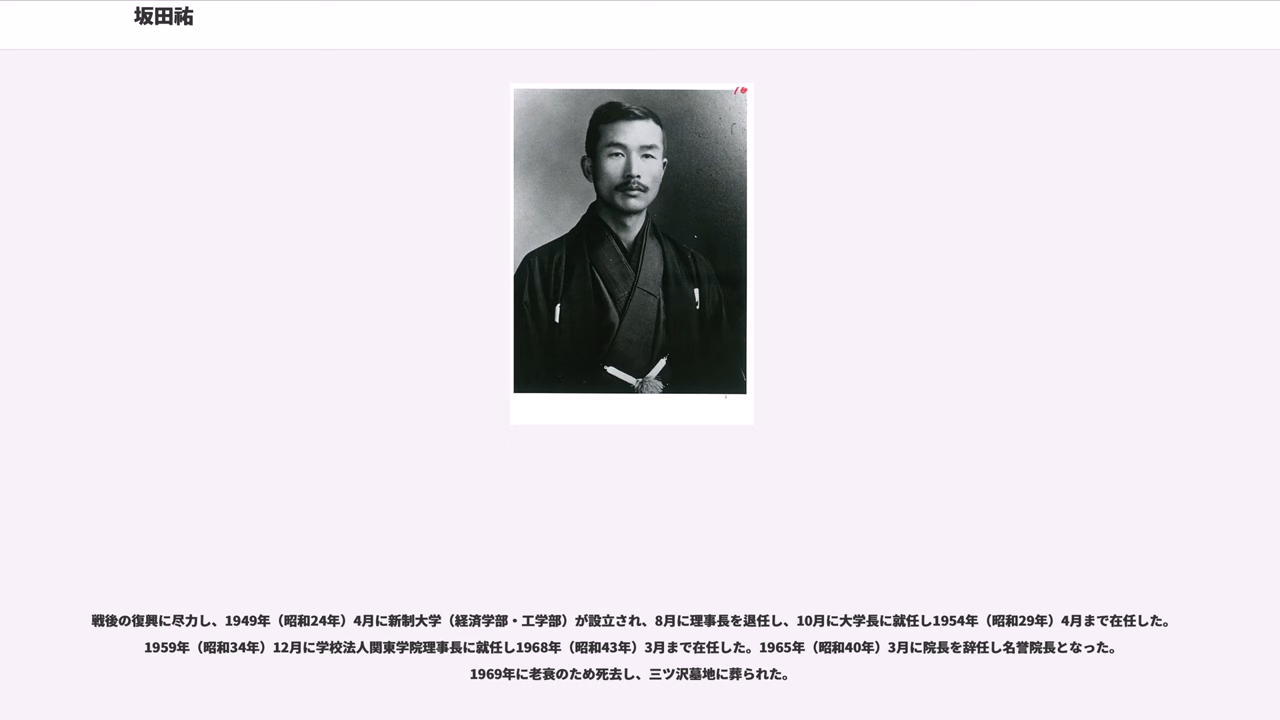 坂田祐
10
戦後の復興に尽力し、1949年（昭和24年）4月に新制大学（経済学部・工学部）が設立され、8月に理事長を退任し、10月に大学長に就任し1954年（昭和29年）4月まで在任した。
1959年（昭和34年）12月に学校法人関東学院理事長に就任し1968年（昭和43年）3月まで在任した。1965年（昭和40年）3月に院長を辞任し名誉院長となった。
1969年に老衰のため死去し、三ツ沢墓地に葬られた。